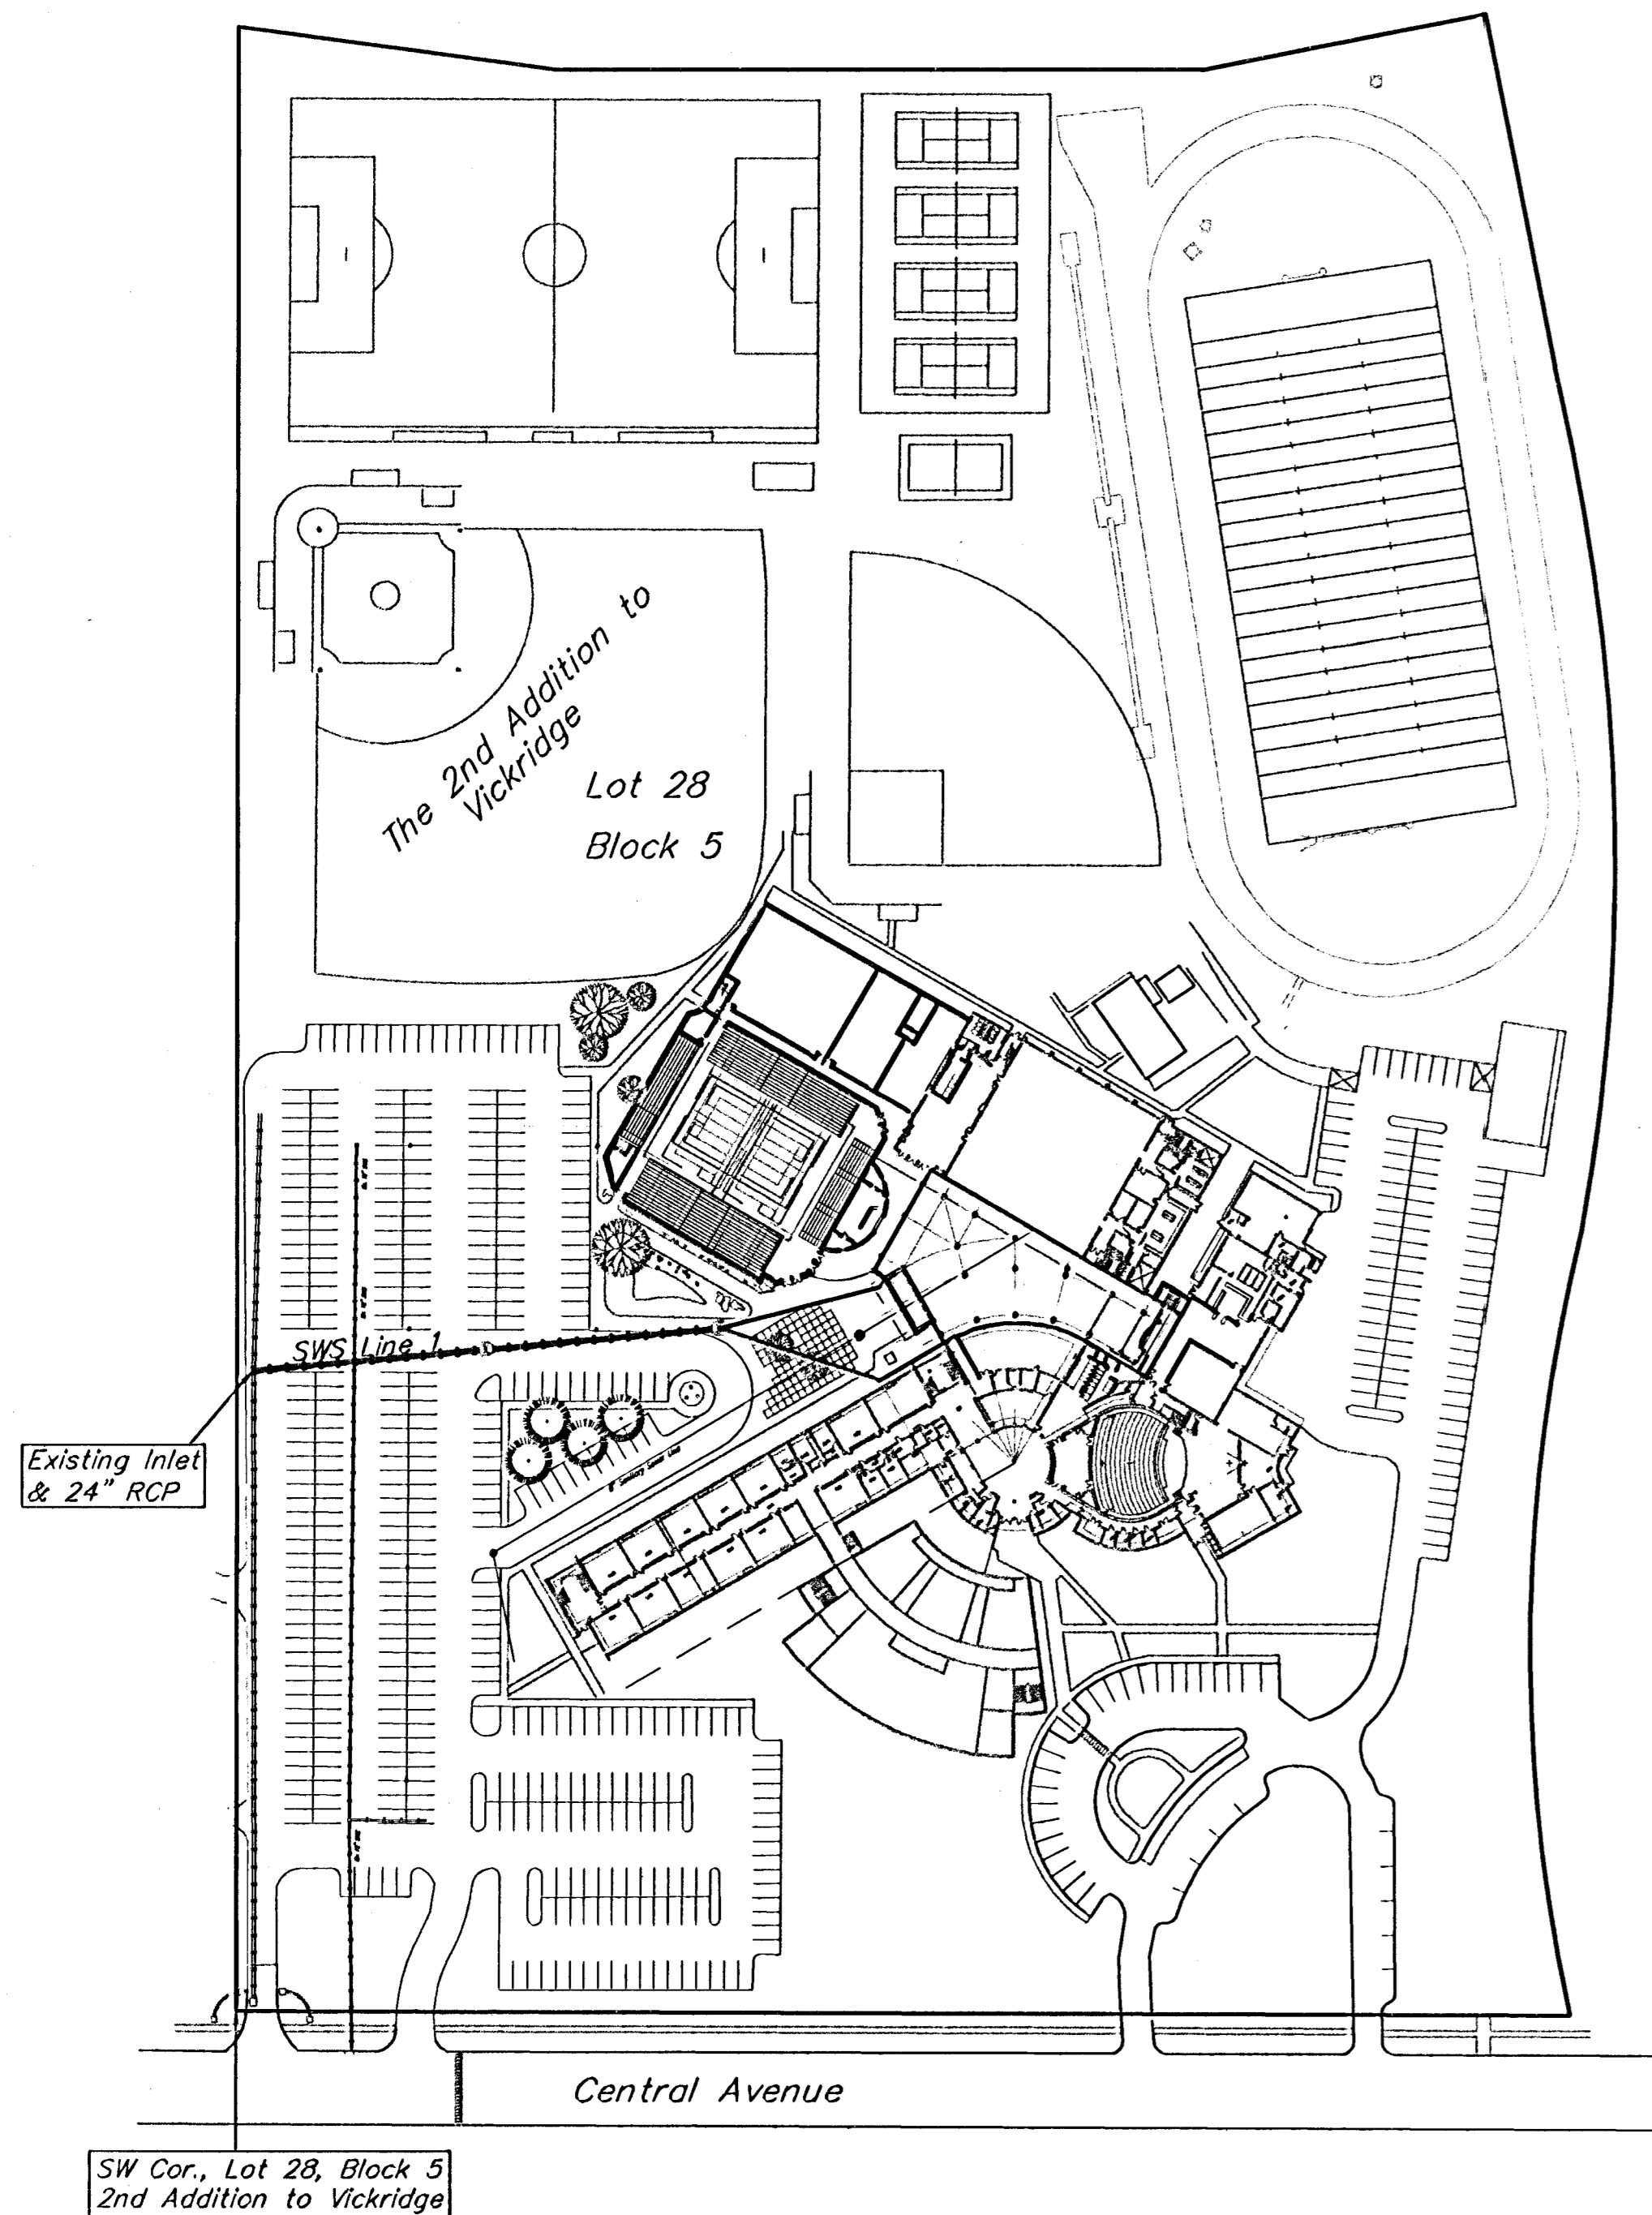 The 2nd Addition to
Vickridge
Lot 28
Block 5
SWS Line 1
Existing Inlet
& 24" RCP
Central Avenue
SW Cor., Lot 28, Block 5
2nd Addition to Vickridge